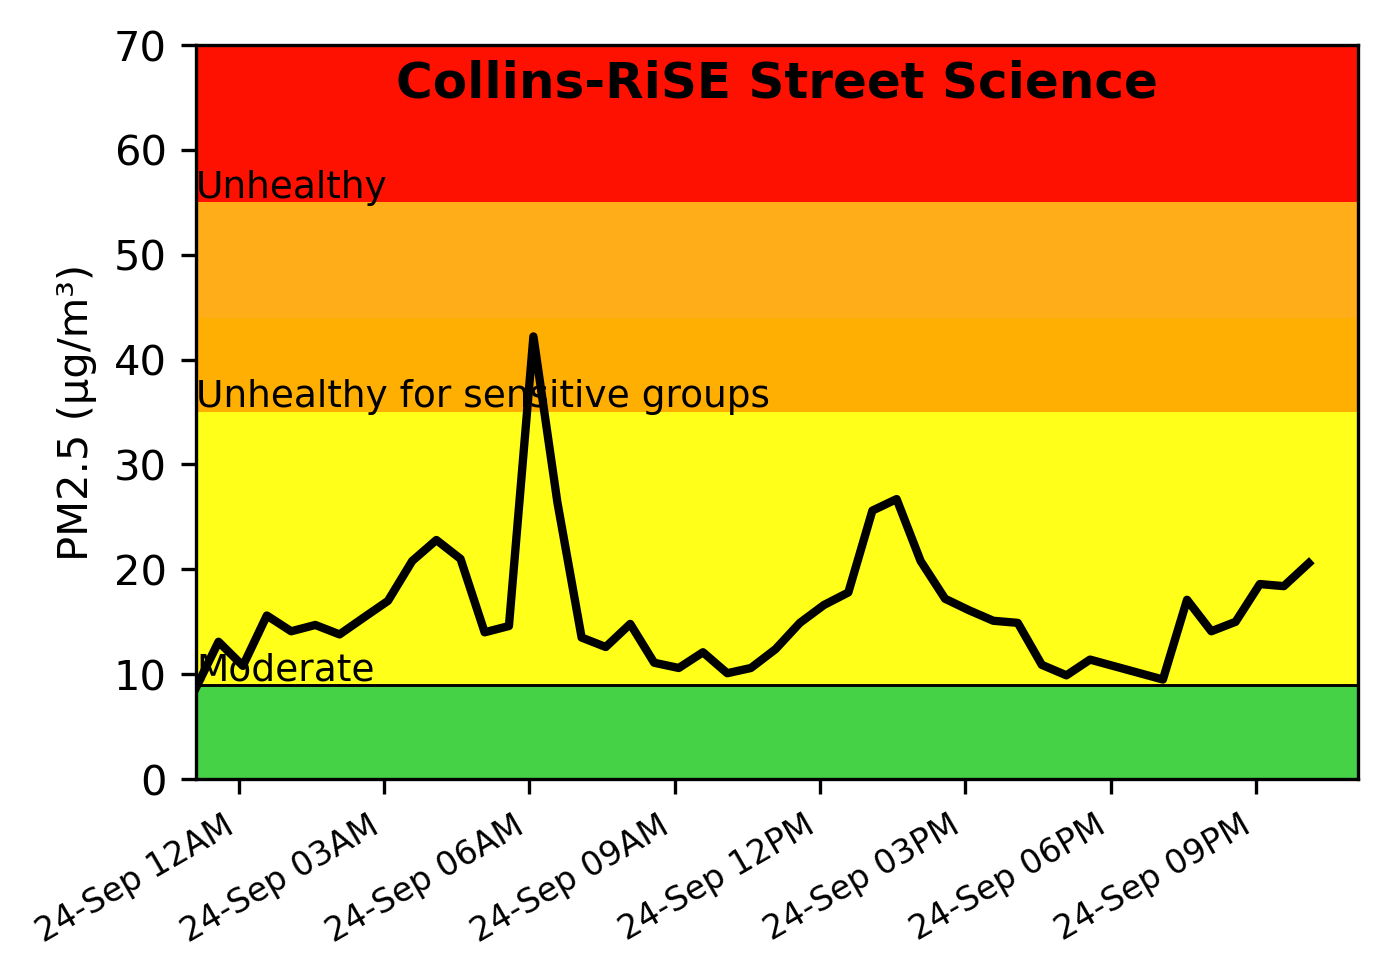 Collins-RiSE Street Science
70
60
Unhealthy
50
40
Unhealthy for sensitive groups
30
20
10
Moderate
0
PM2.5 (µg/m³)
24-Sep 12AM
24-Sep 03AM
24-Sep 06AM
24-Sep 09AM
24-Sep 12PM
24-Sep 03PM
24-Sep 06PM
24-Sep 09PM